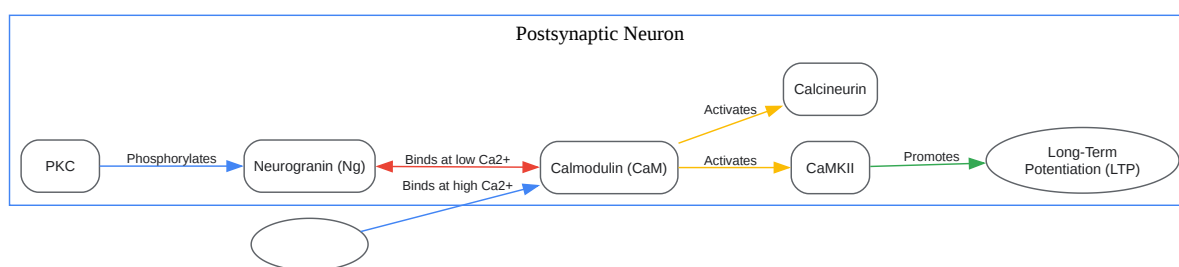 Postsynaptic Neuron
Calcineurin
Activates
PKC
Phosphorylates
Neurogranin (Ng)
Binds at low Ca2+
Binds at high Ca2+
Calmodulin (CaM)
Activates
CaMKII
Promotes
Long-Term
Potentiation (LTP)